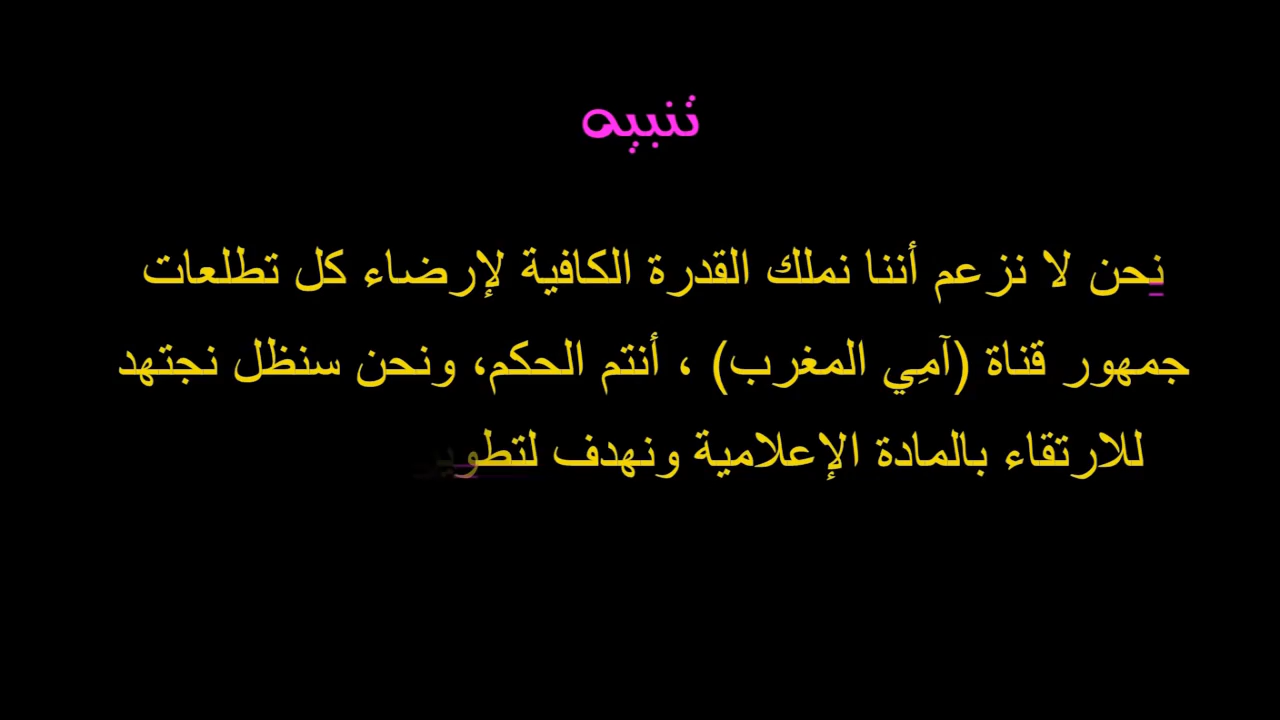 تنبيه
نحن لا نزعم أننا نملك القدرة الكافية لإرضاء كل تطلعات
جمهور قناة (آمِي المغرب) ، أنتم الحكم، ونحن سنظل نجتهد
للارتقاء بالمادة الإعلامية ونهدف لتطوير